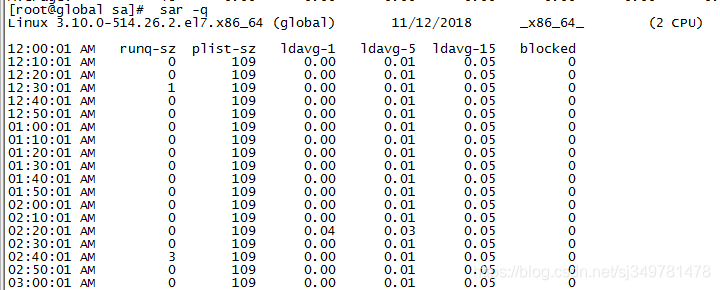 [root@global sa]#  sar -q
Linux 3.10.0-514.26.2.el7.x86_64 (global)       11/12/2018      _x86_64_        (2 CPU)
12:00:01 AM   runq-sz  plist-sz   ldavg-1   ldavg-5  ldavg-15   blocked
12:10:01 AM         0       109      0.00      0.01      0.05         0
12:20:01 AM         0       109      0.00      0.01      0.05         0
12:30:01 AM         1       109      0.00      0.01      0.05         0
12:40:01 AM         0       109      0.00      0.01      0.05         0
12:50:01 AM         0       109      0.00      0.01      0.05         0
01:00:01 AM         0       109      0.00      0.01      0.05         0
01:10:01 AM         0       109      0.00      0.01      0.05         0
01:20:01 AM         0       109      0.00      0.01      0.05         0
01:30:01 AM         0       109      0.00      0.01      0.05         0
01:40:01 AM         0       109      0.00      0.01      0.05         0
01:50:01 AM         0       109      0.00      0.01      0.05         0
02:00:01 AM         0       109      0.00      0.01      0.05         0
02:10:01 AM         0       109      0.00      0.01      0.05         0
02:20:01 AM         0       109      0.04      0.03      0.05         0
02:30:01 AM         0       109      0.00      0.01      0.05         0
02:40:01 AM         3       109      0.00      0.01      0.05         0
02:50:01 AM         0       109      0.00      0.01      0.05         0
03:00:01 AM         0       109      0.00      0.01      0.05         0
https://blog.csdn.net/sj349781478